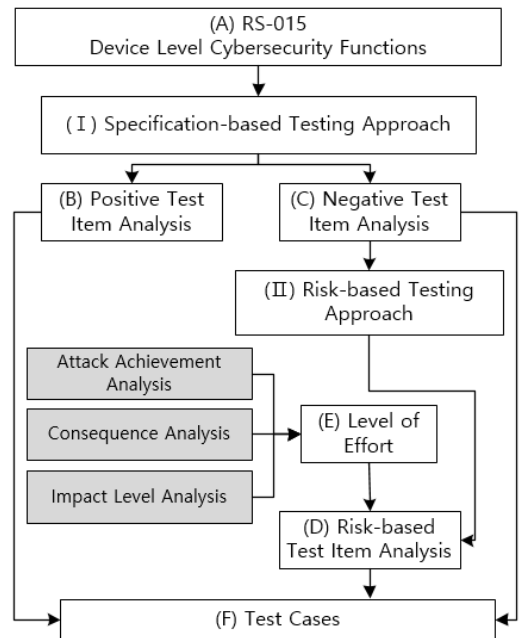 (A) RS-015
Device Level Cybersecurity Functions
(Ⅰ) Specification-based Testing Approach
(B) Positive Test
Item Analysis
(C) Negative Test
Item Analysis
(Ⅱ) Risk-based Testing
Approach
Attack Achievement
Analysis
Consequence Analysis
Impact Level Analysis
(E) Level of
Effort
(D) Risk-based
Test Item Analysis
(F) Test Cases